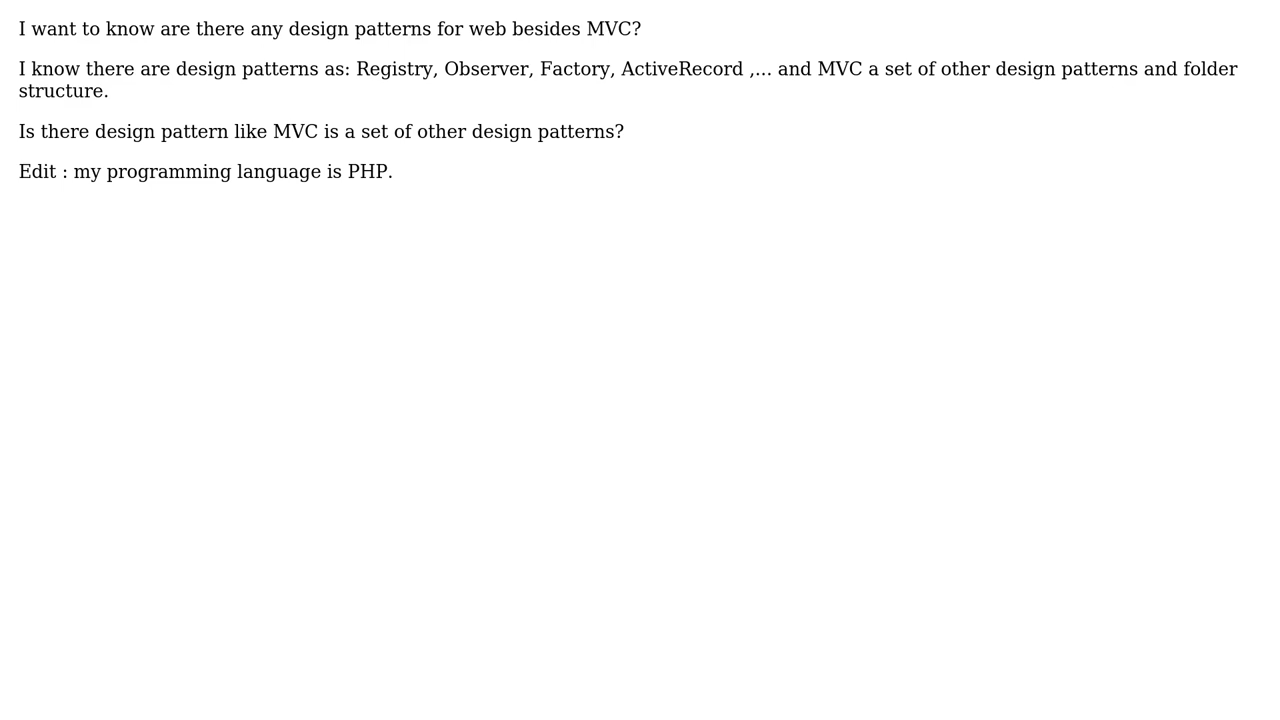 I want to know are there any design patterns for web besides MVC?
I know there are design patterns as: Registry, Observer, Factory, ActiveRecord ,... and MVC a set of other design patterns and folder
structure.
Is there design pattern like MVC is a set of other design patterns?
Edit : my programming language is PHP.